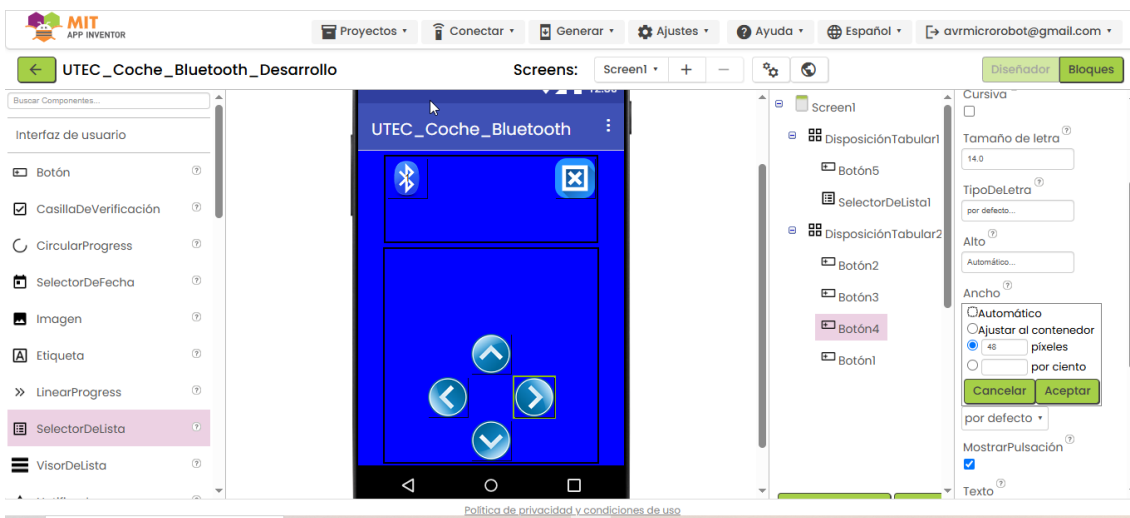 MIT
APP INVENTOR
Proyectos
Conectar
Generar
Ajustes
Ayuda
Español
avrmicrorobot@gmail.com
UTEC_Coche_Bluetooth_Desarrollo
Screens:
Screen1
Diseñador
Bloques
Buscar Componentes...
Interfaz de usuario
Botón
CasillaDeVerificación
CircularProgress
SelectorDeFecha
Imagen
Etiqueta
LinearProgress
SelectorDeLista
VisorDeLista
UTEC_Coche_Bluetooth
Screen1
DisposiciónTabular1
Botón5
SelectorDeLista1
DisposiciónTabular2
Botón2
Botón3
Botón4
Botón1
Cursiva
Tamaño de letra
14.0
TipoDeLetra
por defecto...
Alto
Automático...
Ancho
Automático
Ajustar al contenedor
48 píxeles
por ciento
Cancelar Aceptar
por defecto
MostrarPulsación
Texto
Política de privacidad y condiciones de uso